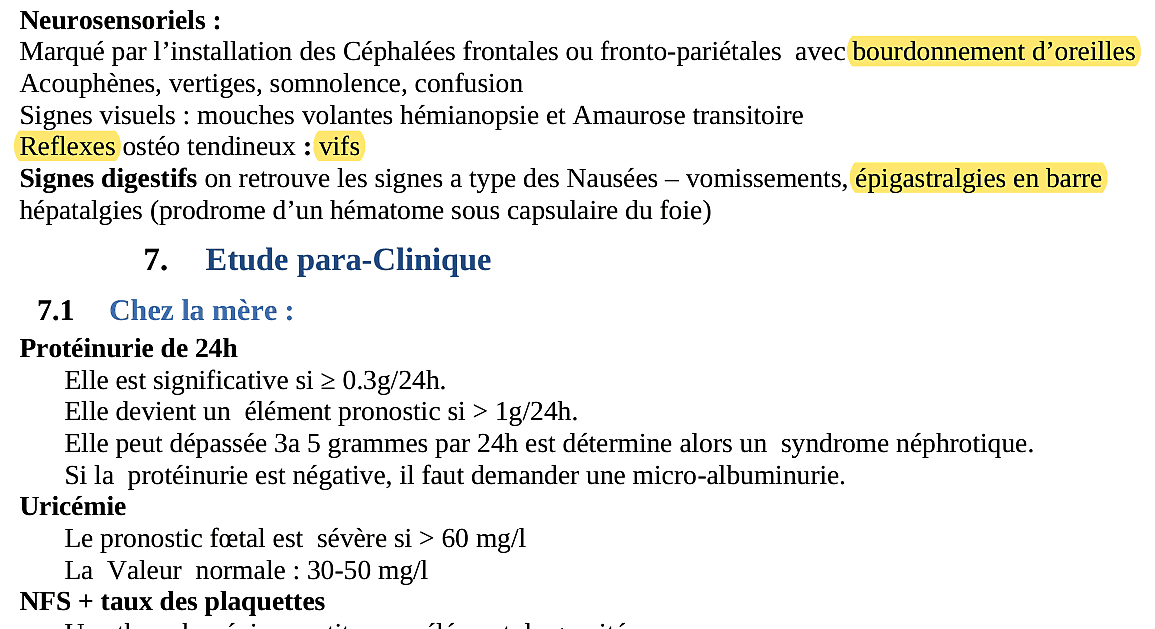 Neurosensoriels :
Marqué par l’installation des Céphalées frontales ou fronto-pariétales avec bourdonnement d’oreilles
Acouphènes, vertiges, somnolence, confusion
Signes visuels : mouches volantes hémianopsie et Amaurose transitoire
Reflexes ostéo tendineux : vifs
Signes digestifs on retrouve les signes a type des Nausées – vomissements, épigastralgies en barre
hépatalgies (prodrome d’un hématome sous capsulaire du foie)
7. Etude para-Clinique
7.1 Chez la mère :
Protéinurie de 24h
Elle est significative si ≥ 0.3g/24h.
Elle devient un élément pronostic si > 1g/24h.
Elle peut dépassée 3a 5 grammes par 24h est détermine alors un syndrome néphrotique.
Si la protéinurie est négative, il faut demander une micro-albuminurie.
Uricémie
Le pronostic fœtal est sévère si > 60 mg/l
La Valeur normale : 30-50 mg/l
NFS + taux des plaquettes